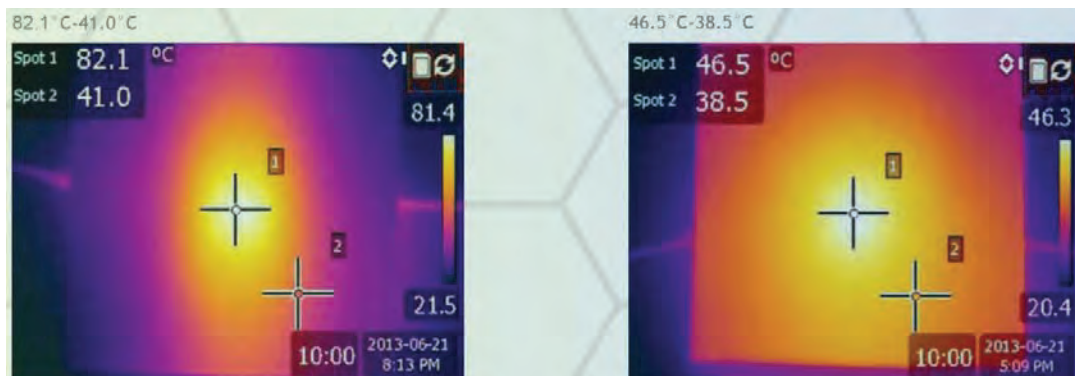 82.1°C-41.0°C
Spot 1 82.1 °C
Spot 2 41.0
81.4
1
2
21.5
10:00
2013-06-21
8:13 PM
46.5°C-38.5°C
Spot 1 46.5 °C
Spot 2 38.5
46.3
1
2
20.4
10:00
2013-06-21
5:09 PM